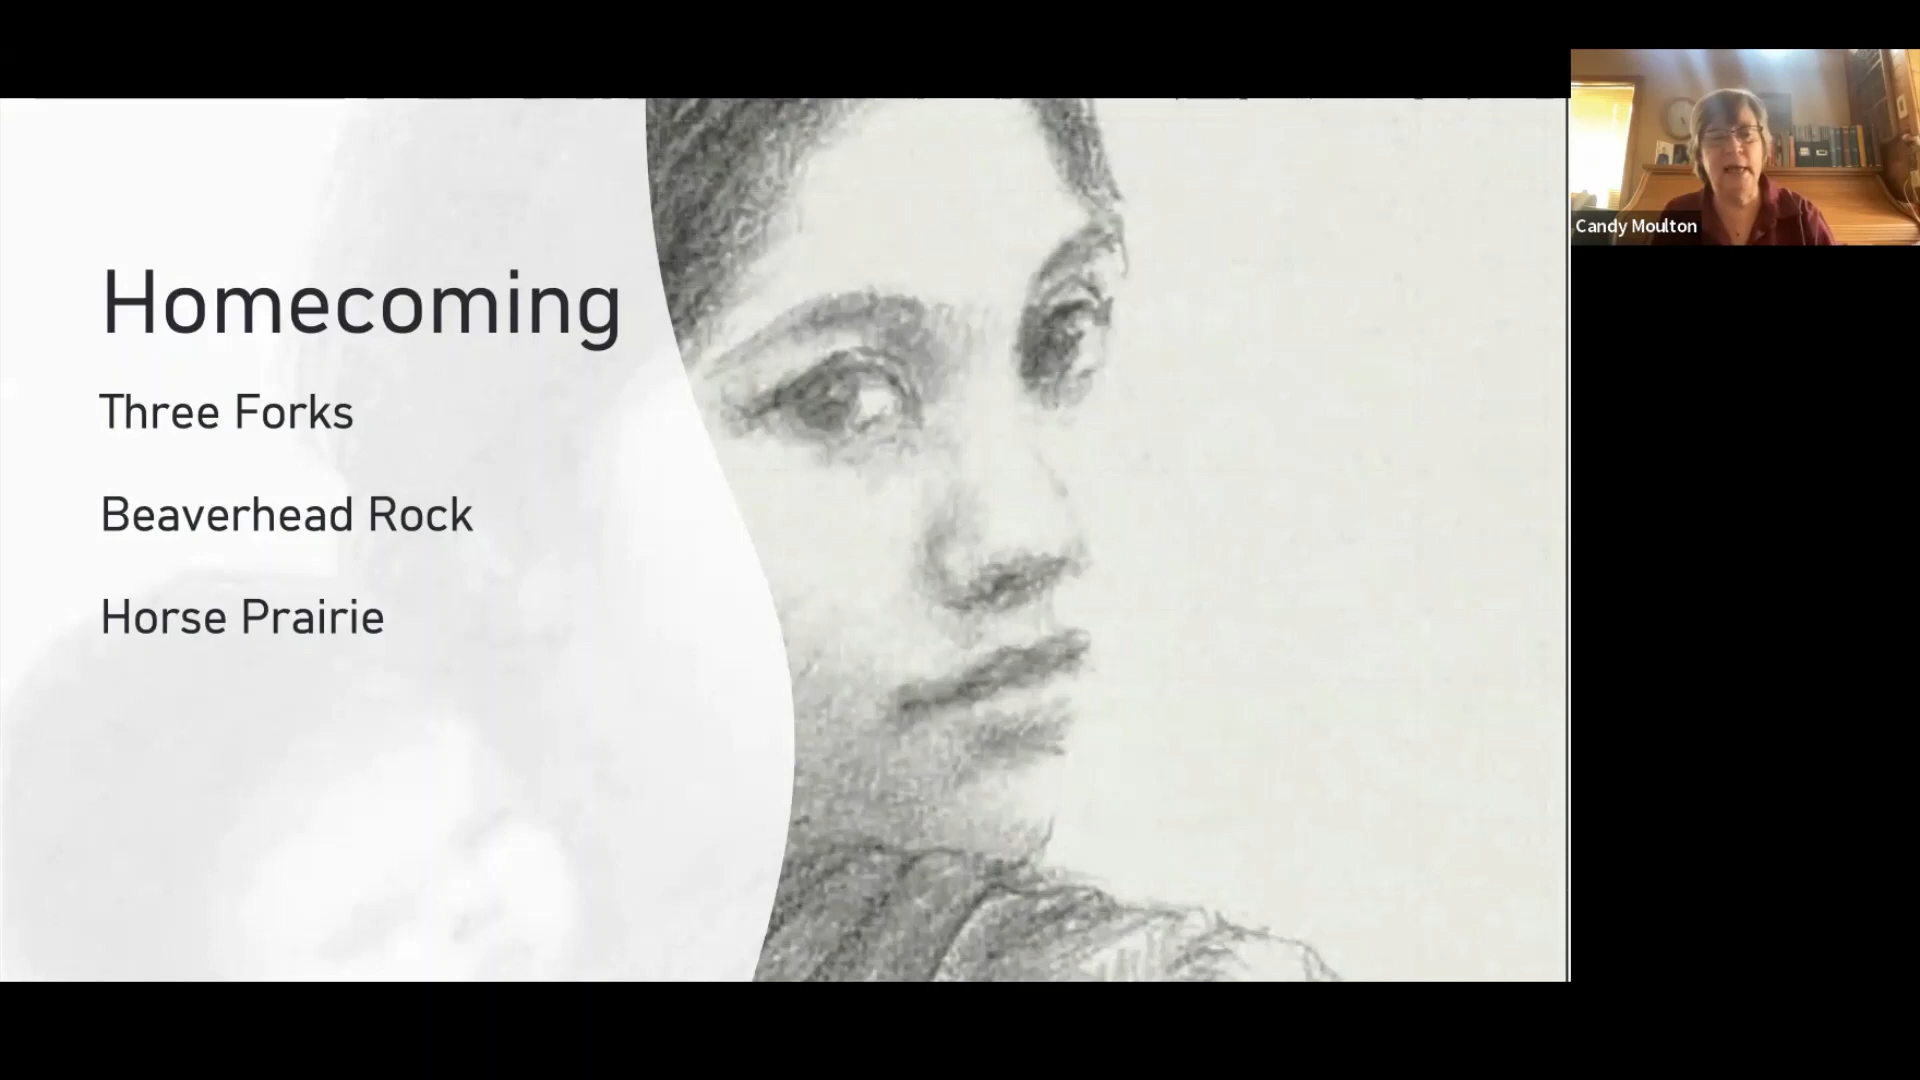 Homecoming
Three Forks
Beaverhead Rock
Horse Prairie
Candy Moulton